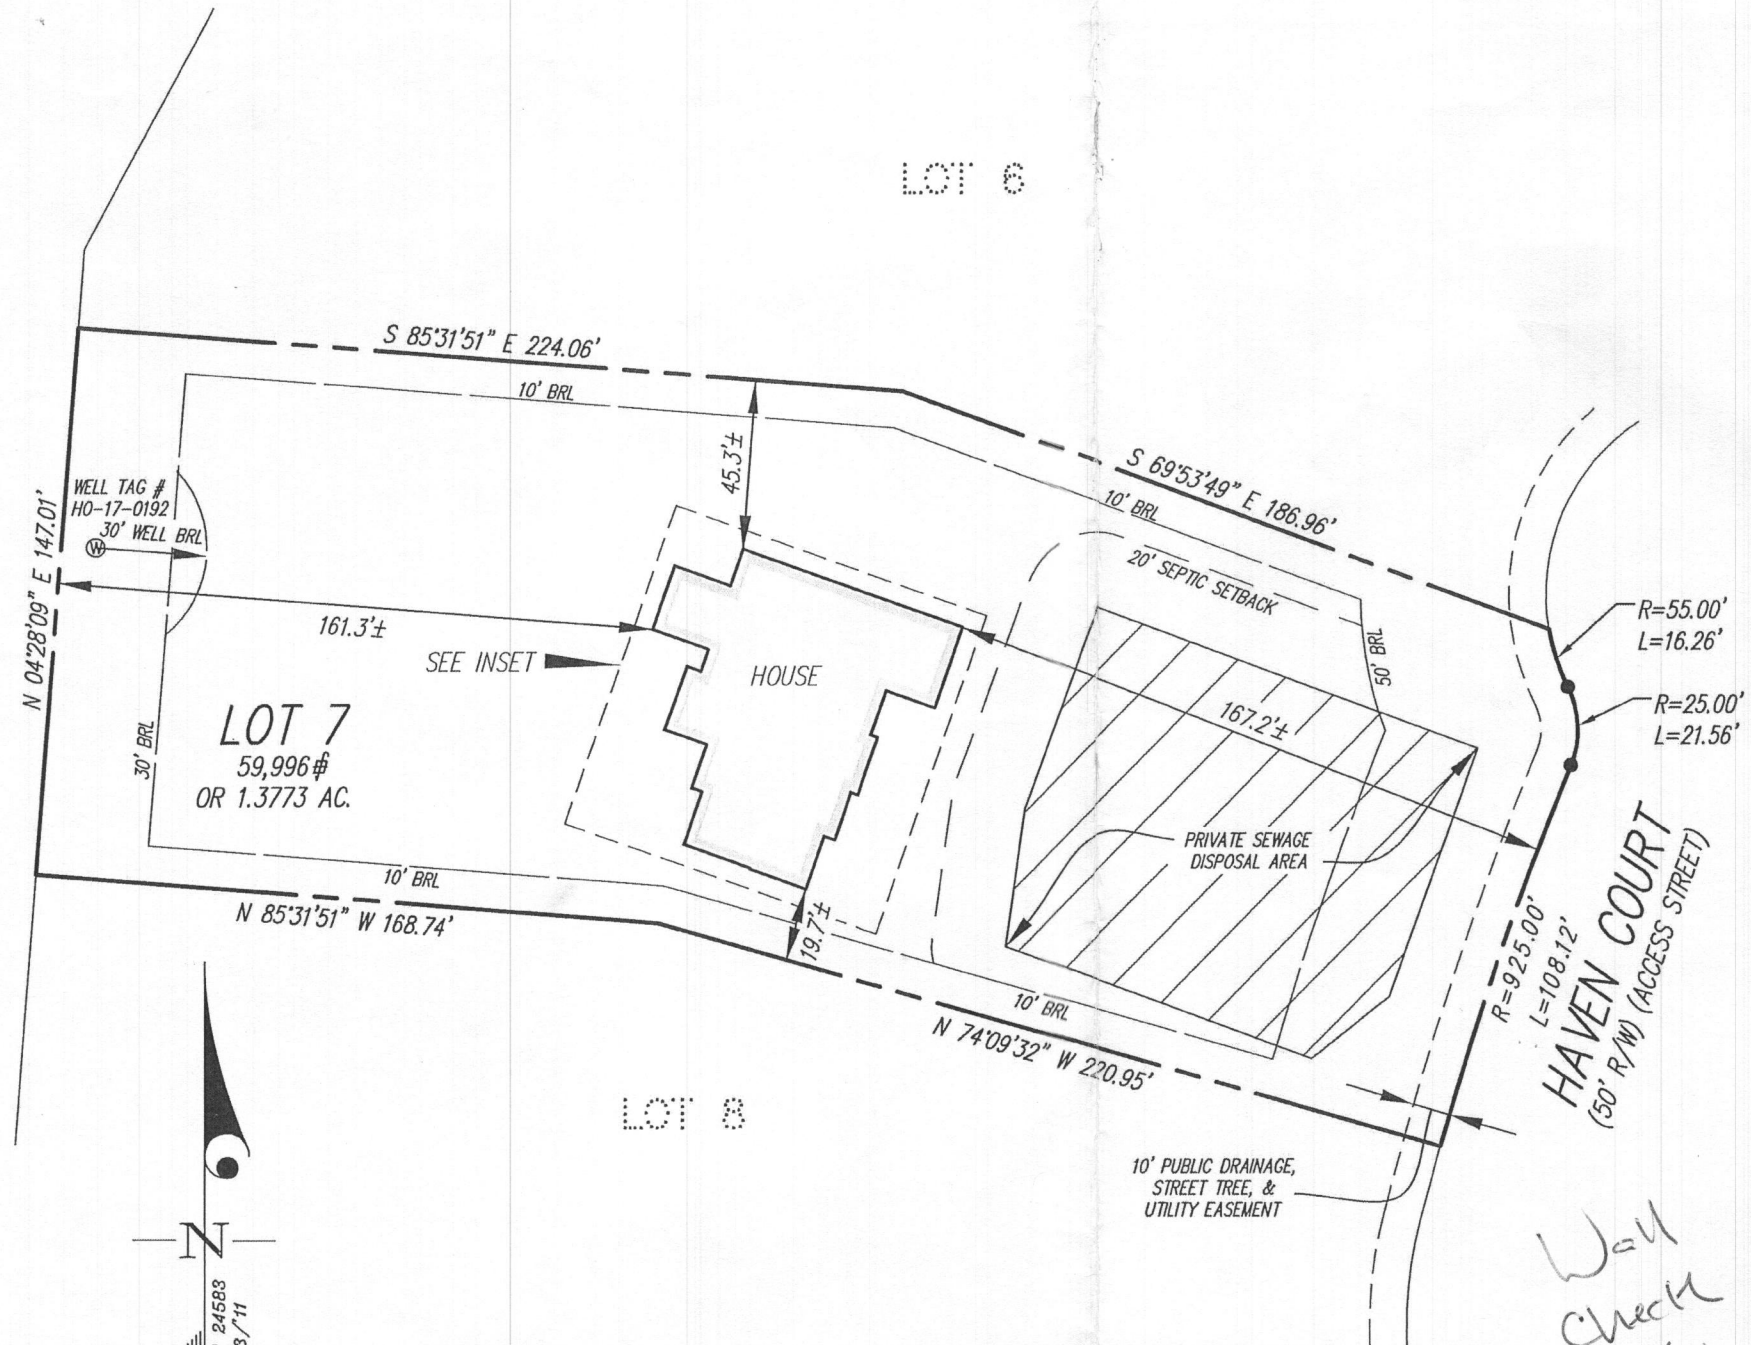 LOT 6
S 85°31'51" E 224.06'
10' BRL
45.3'±
S 69°53'49" E 186.96'
10' BRL
20' SEPTIC SETBACK
WELL TAG #
HO-17-0192
30' WELL BRL
N 04°28'09" E 147.01'
161.3'±
SEE INSET
HOUSE
50' BRL
R=55.00'
L=16.26'
R=25.00'
L=21.56'
167.2'±
LOT 7
59,996 ⏍
OR 1.3773 AC.
30' BRL
PRIVATE SEWAGE
DISPOSAL AREA
10' BRL
N 85°31'51" W 168.74'
19.7'±
10' BRL
N 74°09'32" W 220.95'
R=925.00'
L=108.12'
HAVEN COURT
(50' R/W) (ACCESS STREET)
LOT 8
10' PUBLIC DRAINAGE,
STREET TREE, &
UTILITY EASEMENT
W
N
24583
Wall
Check